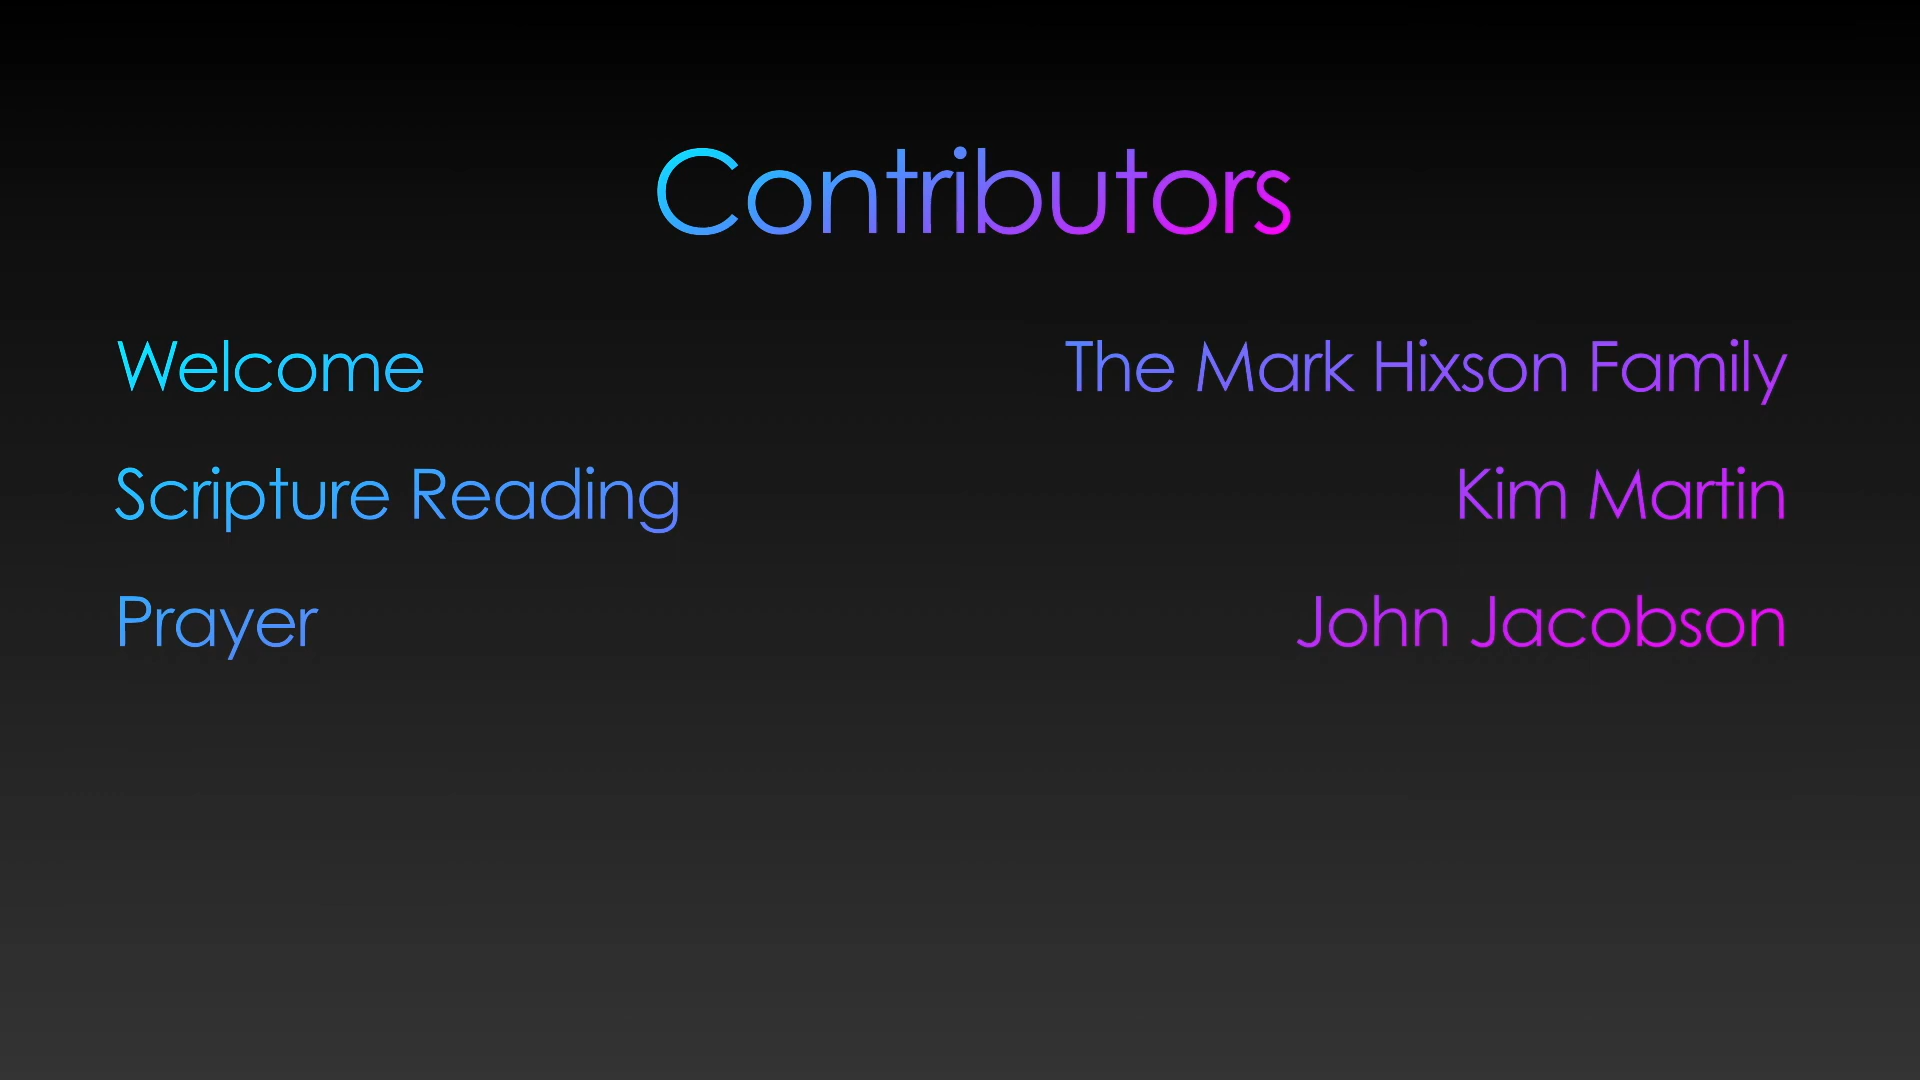 Contributors
Welcome The Mark Hixson Family
Scripture Reading Kim Martin
Prayer John Jacobson